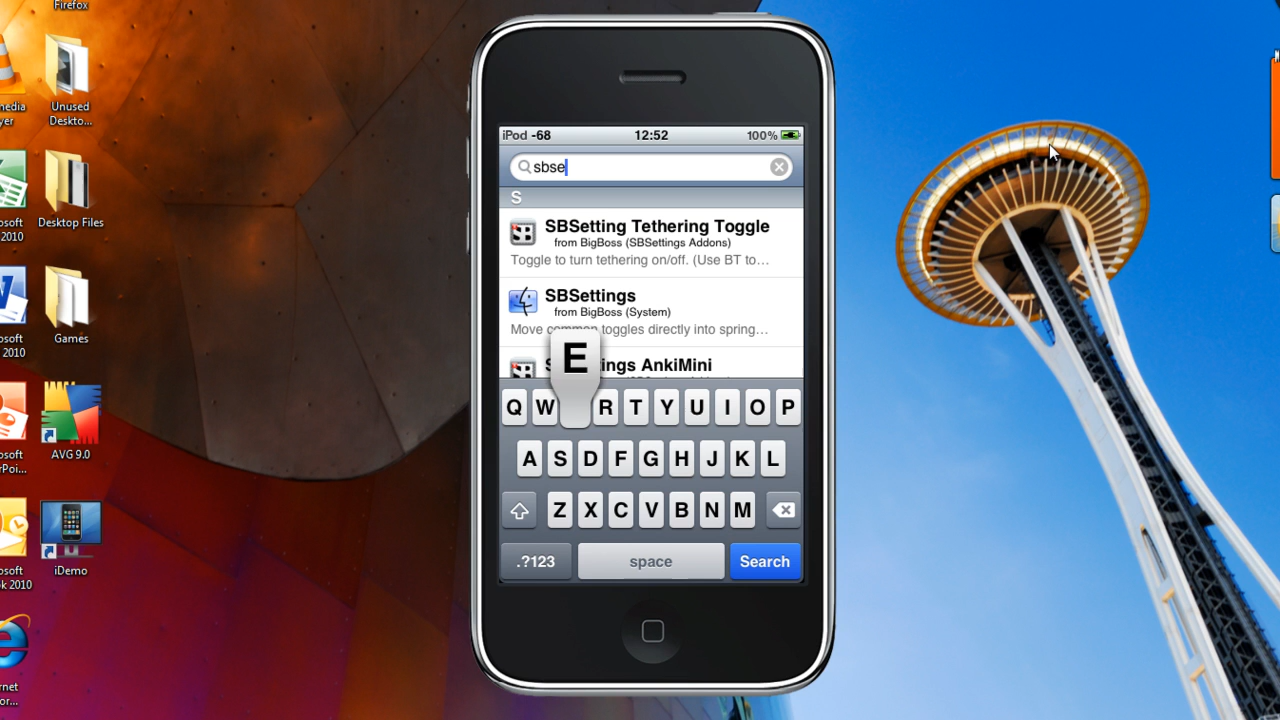 Firefox
media
yer
Unused
Deskto...
osoft
2010
Desktop Files
osoft
2010
Games
osoft
rPoi...
AVG 9.0
osoft
ok 2010
iDemo
rnet
or...
iPod -68
12:52
100%
sbse
S
SBSetting Tethering Toggle
from BigBoss (SBSettings Addons)
Toggle to turn tethering on/off. (Use BT to…
SBSettings
from BigBoss (System)
Move common toggles directly into spring…
ings AnkiMini
E
Q W R T Y U I O P
A S D F G H J K L
Z X C V B N M
.?123 space Search